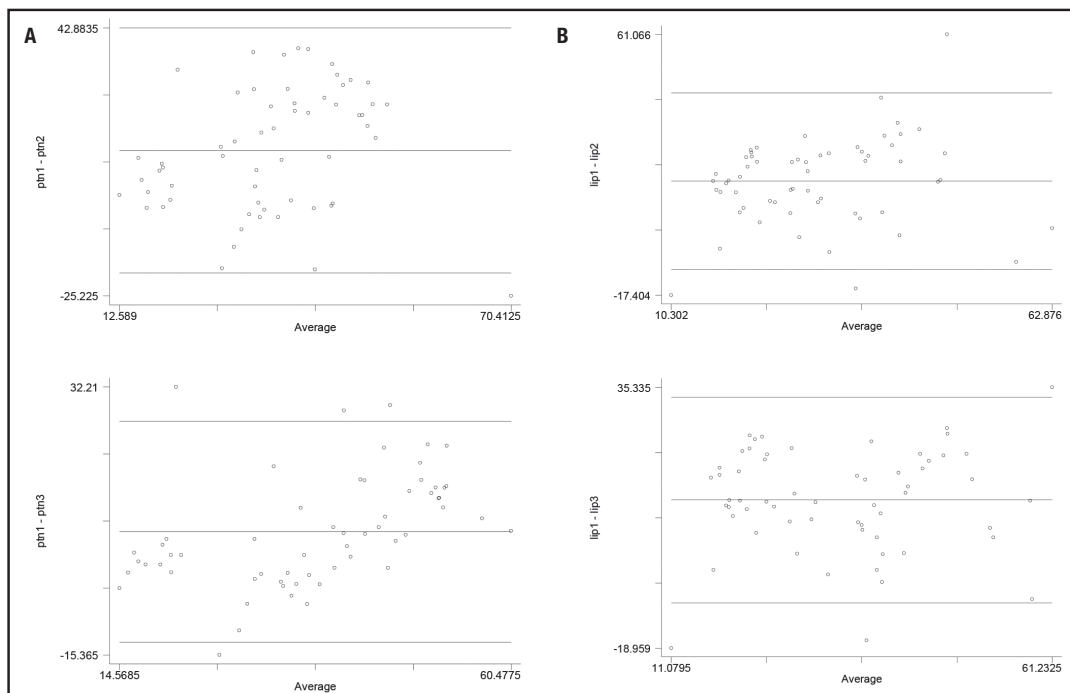 A
42.8835
ptn1 - ptn2
-25.225
12.589
70.4125
Average
32.21
ptn1 - ptn3
-15.365
14.5685
60.4775
Average
B
61.066
lip1 - lip2
-17.404
10.302
62.876
Average
35.335
lip1 - lip3
-18.959
11.0795
61.2325
Average